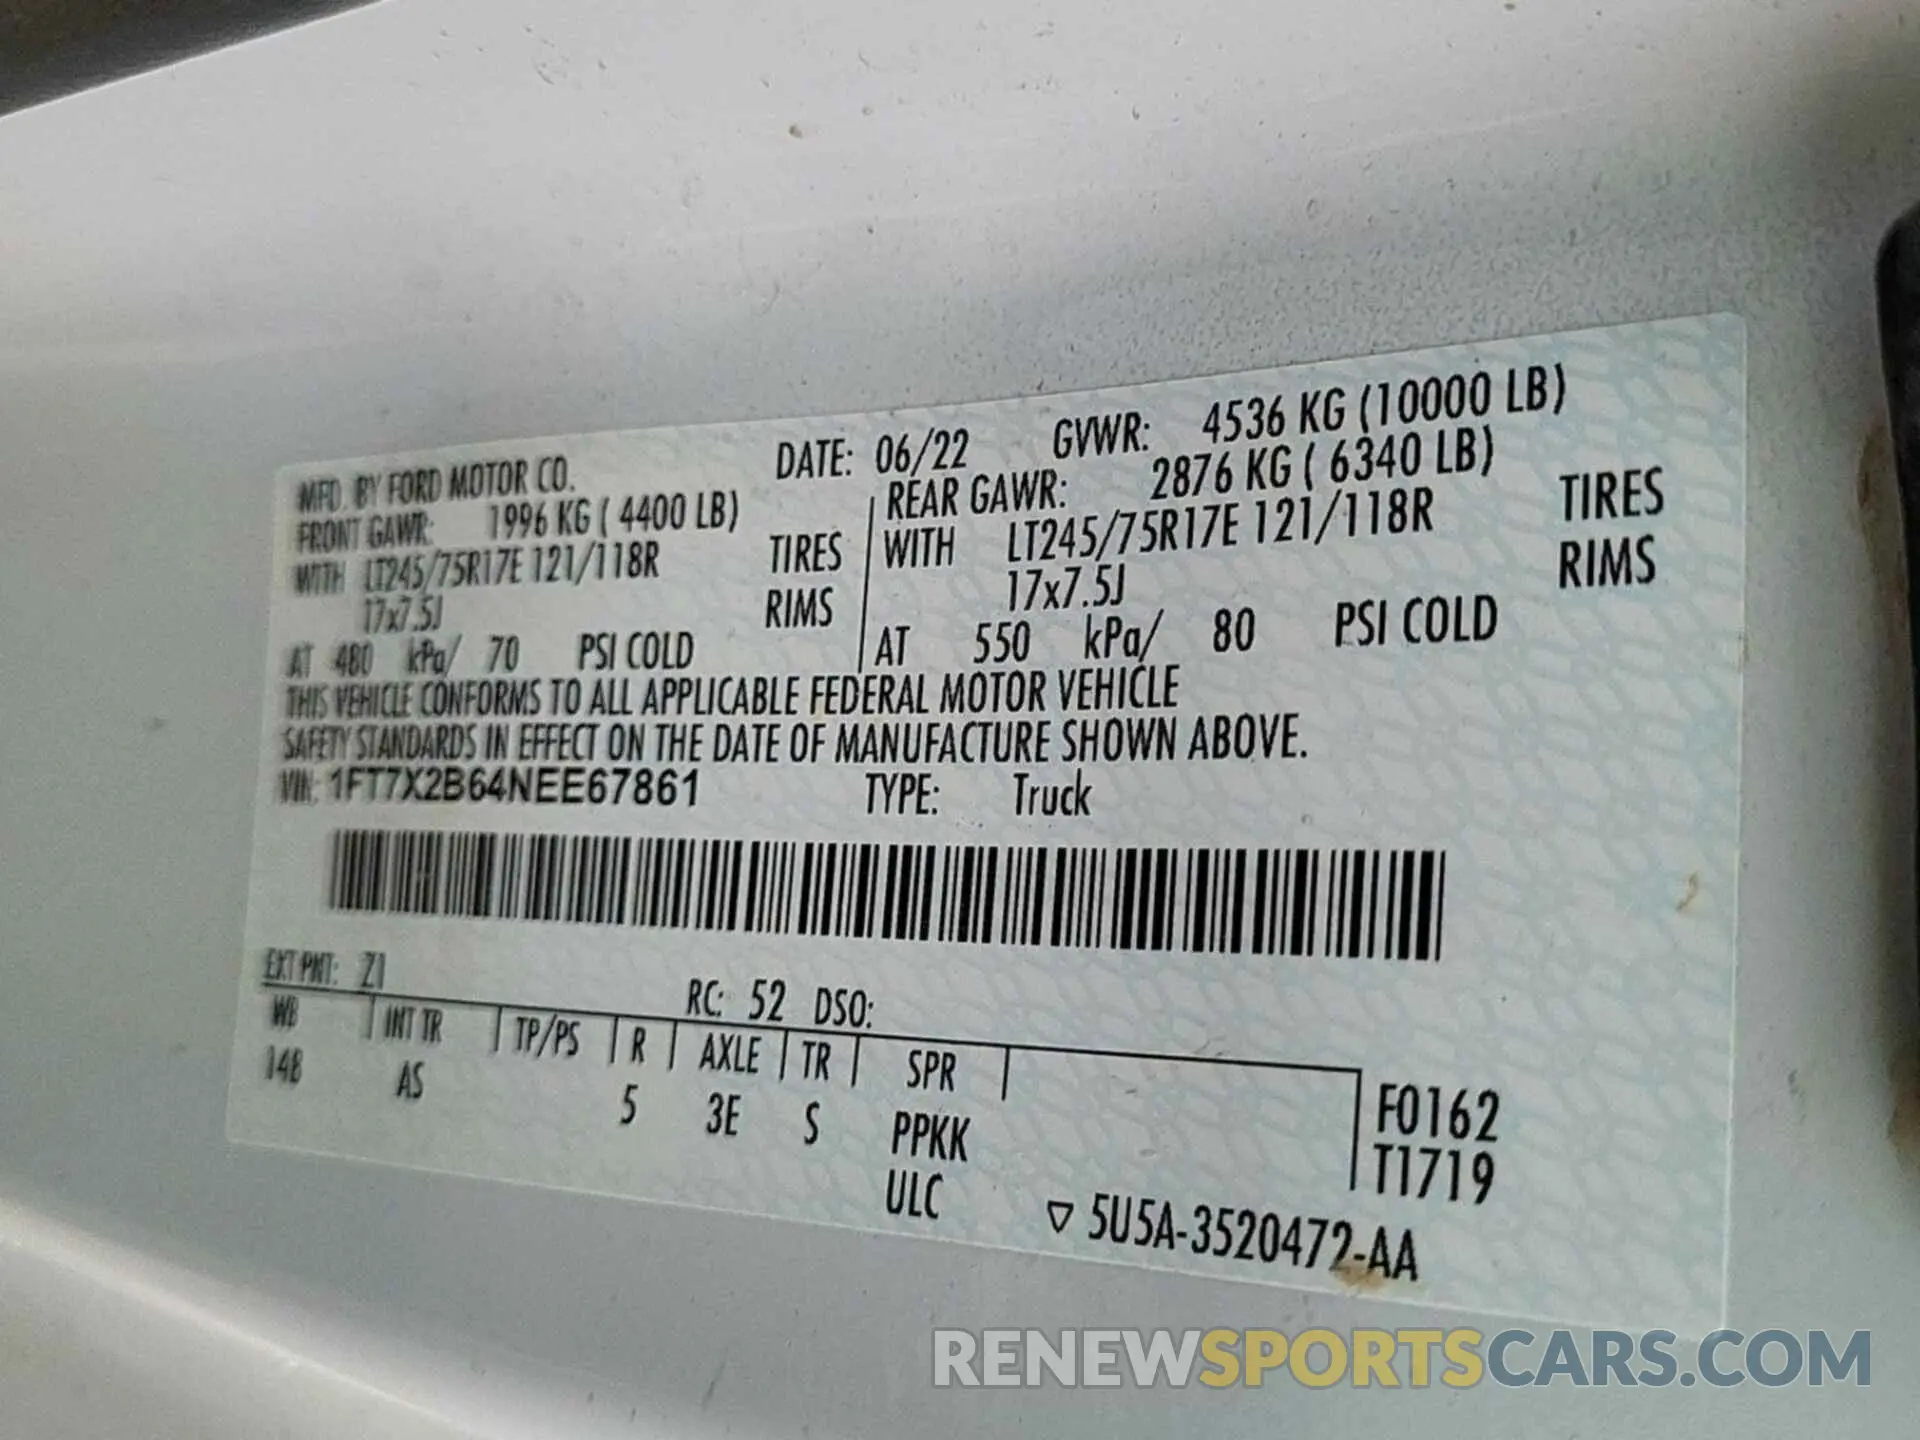 MFD. BY FORD MOTOR CO. DATE: 06/22 GVWR: 4536 KG (10000 LB)
FRONT GAWR: 1996 KG ( 4400 LB) REAR GAWR: 2876 KG ( 6340 LB)
WITH LT245/75R17E 121/118R TIRES WITH LT245/75R17E 121/118R TIRES
17x7.5J RIMS 17x7.5J RIMS
AT 480 kPa/ 70 PSI COLD AT 550 kPa/ 80 PSI COLD
THIS VEHICLE CONFORMS TO ALL APPLICABLE FEDERAL MOTOR VEHICLE
SAFETY STANDARDS IN EFFECT ON THE DATE OF MANUFACTURE SHOWN ABOVE.
VIN: 1FT7X2B64NEE67861 TYPE: Truck
EXT PNT: Z1 RC: 52 DSO:
WB INT TR TP/PS R AXLE TR SPR
148 AS 5 3E S PPKK F0162
ULC T1719
▽ 5U5A-3520472-AA
RENEWSPORTSCARS.COM